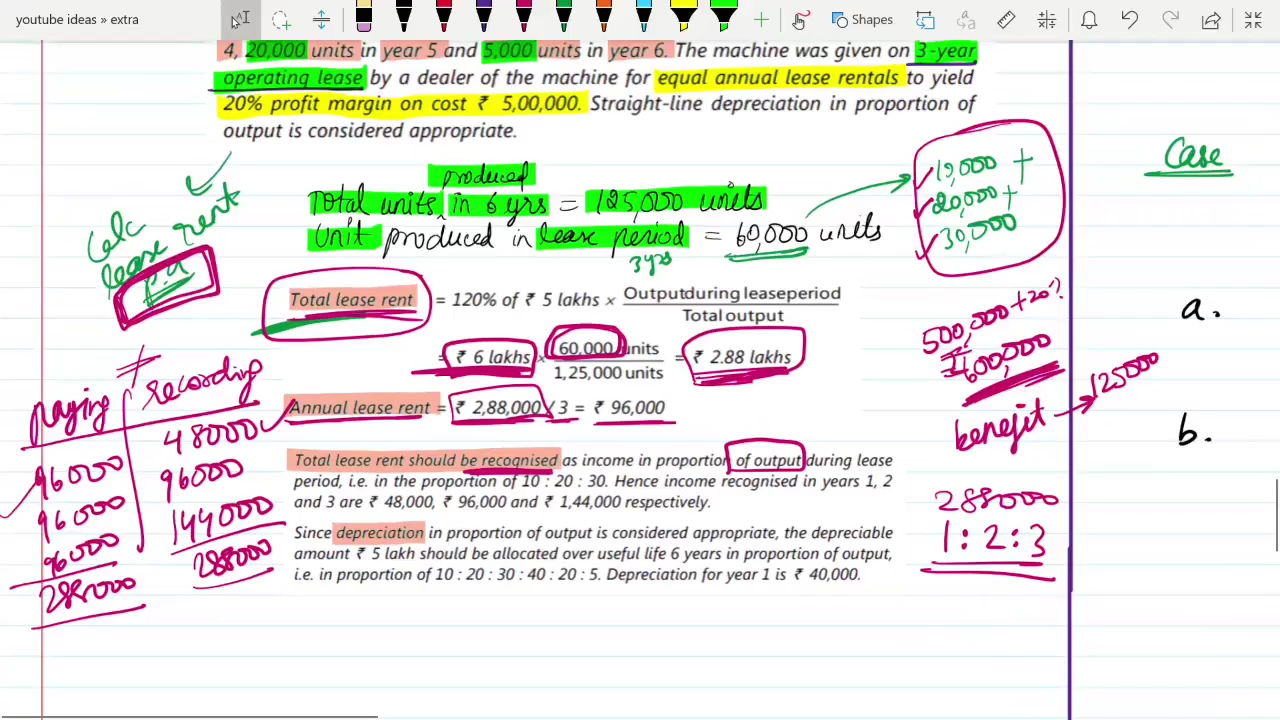 youtube ideas » extra
Shapes
4, 20,000 units in year 5 and 5,000 units in year 6. The machine was given on 3-year
operating lease by a dealer of the machine for equal annual lease rentals to yield
20% profit margin on cost ₹ 5,00,000. Straight-line depreciation in proportion of
output is considered appropriate.
Calc
lease rent
p.a
produced
Total units in 6 yrs = 125,000 units
Unit produced in lease period = 60,000 units
3 yrs
10,000 +
20,000 +
30,000
Case
a.
b.
Total lease rent = 120% of ₹ 5 lakhs × Outputduring leaseperiod
Total output
= ₹ 6 lakhs × 60,000 units = ₹ 2.88 lakhs
1,25,000 units
Annual lease rent = ₹ 2,88,000 / 3 = ₹ 96,000
500,000 + 20%
600,000
benefit → 125000
288000
1 : 2 : 3
paying ≠ recording
96000 48000
96000 96000
96000 144000
288000 288000
Total lease rent should be recognised as income in proportion of output during lease
period, i.e. in the proportion of 10 : 20 : 30. Hence income recognised in years 1, 2
and 3 are ₹ 48,000, ₹ 96,000 and ₹ 1,44,000 respectively.
Since depreciation in proportion of output is considered appropriate, the depreciable
amount ₹ 5 lakh should be allocated over useful life 6 years in proportion of output,
i.e. in proportion of 10 : 20 : 30 : 40 : 20 : 5. Depreciation for year 1 is ₹ 40,000.